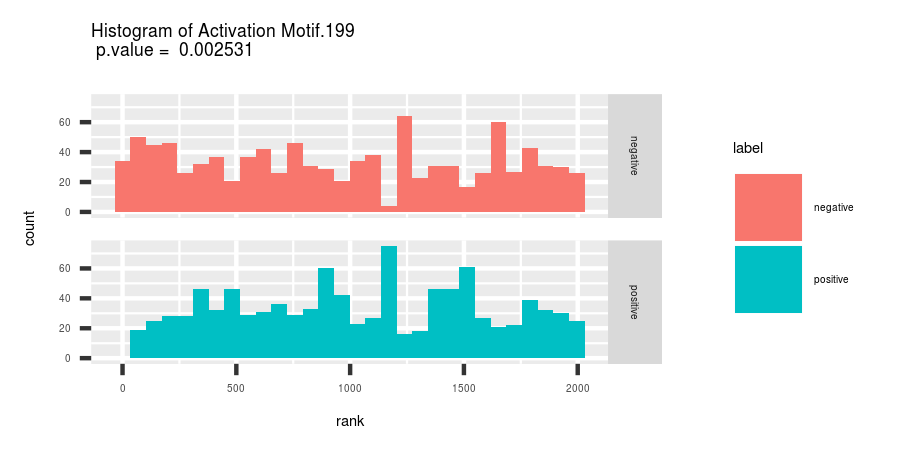 Histogram of Activation Motif.199
p.value = 0.002531
60
40
20
0
negative
60
40
20
0
positive
count
0 500 1000 1500 2000
rank
label
negative
positive